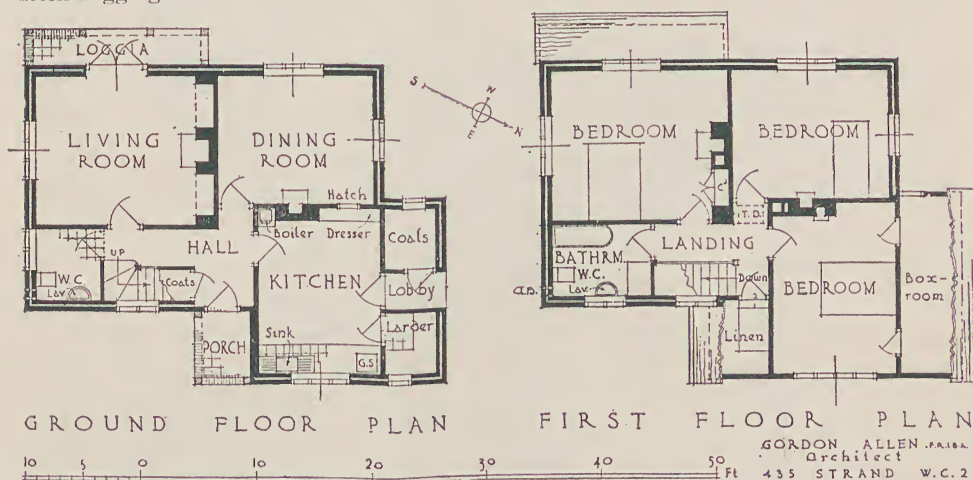 LOGGIA
LIVING
ROOM
DINING
ROOM
Hatch
Boiler
Dresser
Coals
HALL
UP
W.C.
Lav.
Coats
KITCHEN
Lobby
Larder
Sink
PORCH
G.S
S
W
E
N
BEDROOM
BEDROOM
C
T.D.
LANDING
BATHRM
W.C.
Lav.
Down
BEDROOM
Box-
room
Linen
GROUND FLOOR PLAN
FIRST FLOOR PLAN
GORDON ALLEN .F.R.I.B.A.
Architect
435 STRAND W.C.2
10 5 0 10 20 30 40 50 Ft